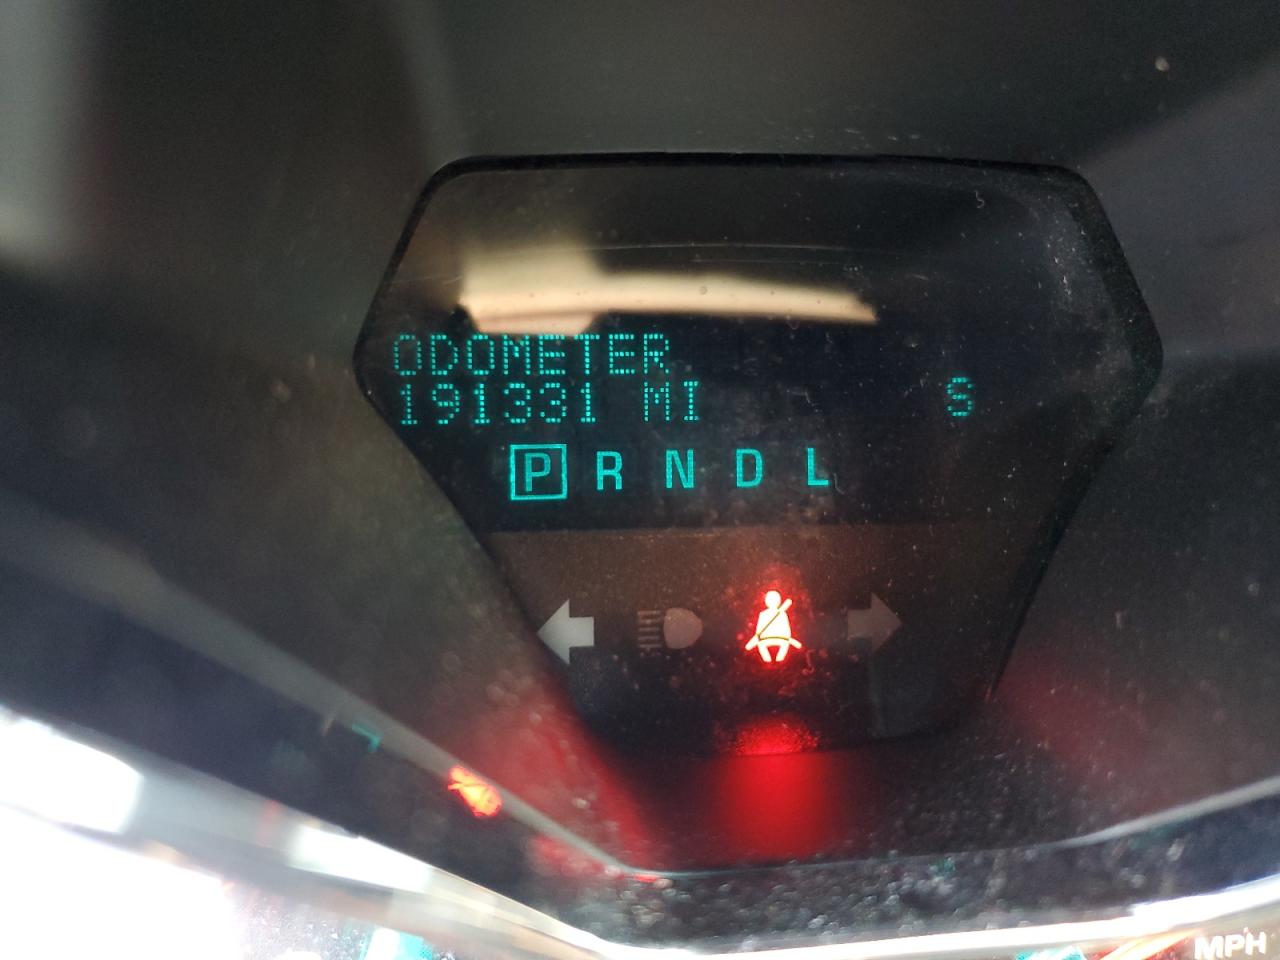 ODOMETER
191331 MI S
P R N D L
MPH